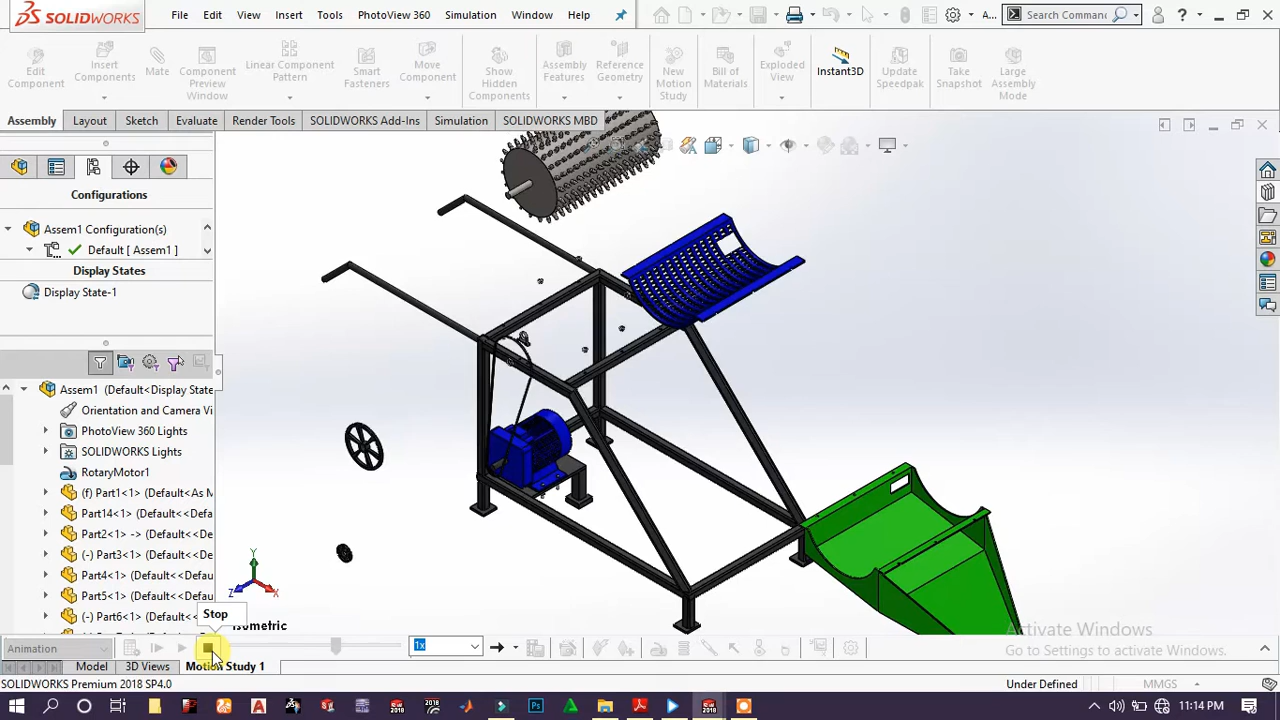 SOLIDWORKS
File Edit View Insert Tools PhotoView 360 Simulation Window Help
A...
Search Comman
Edit Component
Insert Components
Mate
Component Preview Window
Linear Component Pattern
Smart Fasteners
Move Component
Show Hidden Components
Assembly Features
Reference Geometry
New Motion Study
Bill of Materials
Exploded View
Instant3D
Update Speedpak
Take Snapshot
Large Assembly Mode
Assembly Layout Sketch Evaluate Render Tools SOLIDWORKS Add-Ins Simulation SOLIDWORKS MBD
Configurations
Assem1 Configuration(s)
Default [ Assem1 ]
Display States
Display State-1
Assem1 (Default<Display State
Orientation and Camera Vi
PhotoView 360 Lights
SOLIDWORKS Lights
RotaryMotor1
(f) Part1<1> (Default<As M
Part14<1> (Default<<Defau
Part2<1> -> (Default<<De
(-) Part3<1> (Default<<De
Part4<1> (Default<<Defau
Part5<1> (Default<<Defau
(-) Part6<1> (Default<<De
Y
Z
X
Stop
Isometric
Activate Windows
Go to Settings to activate Windows.
Animation
1x
Model 3D Views Motion Study 1
SOLIDWORKS Premium 2018 SP4.0
Under Defined
MMGS
11:14 PM